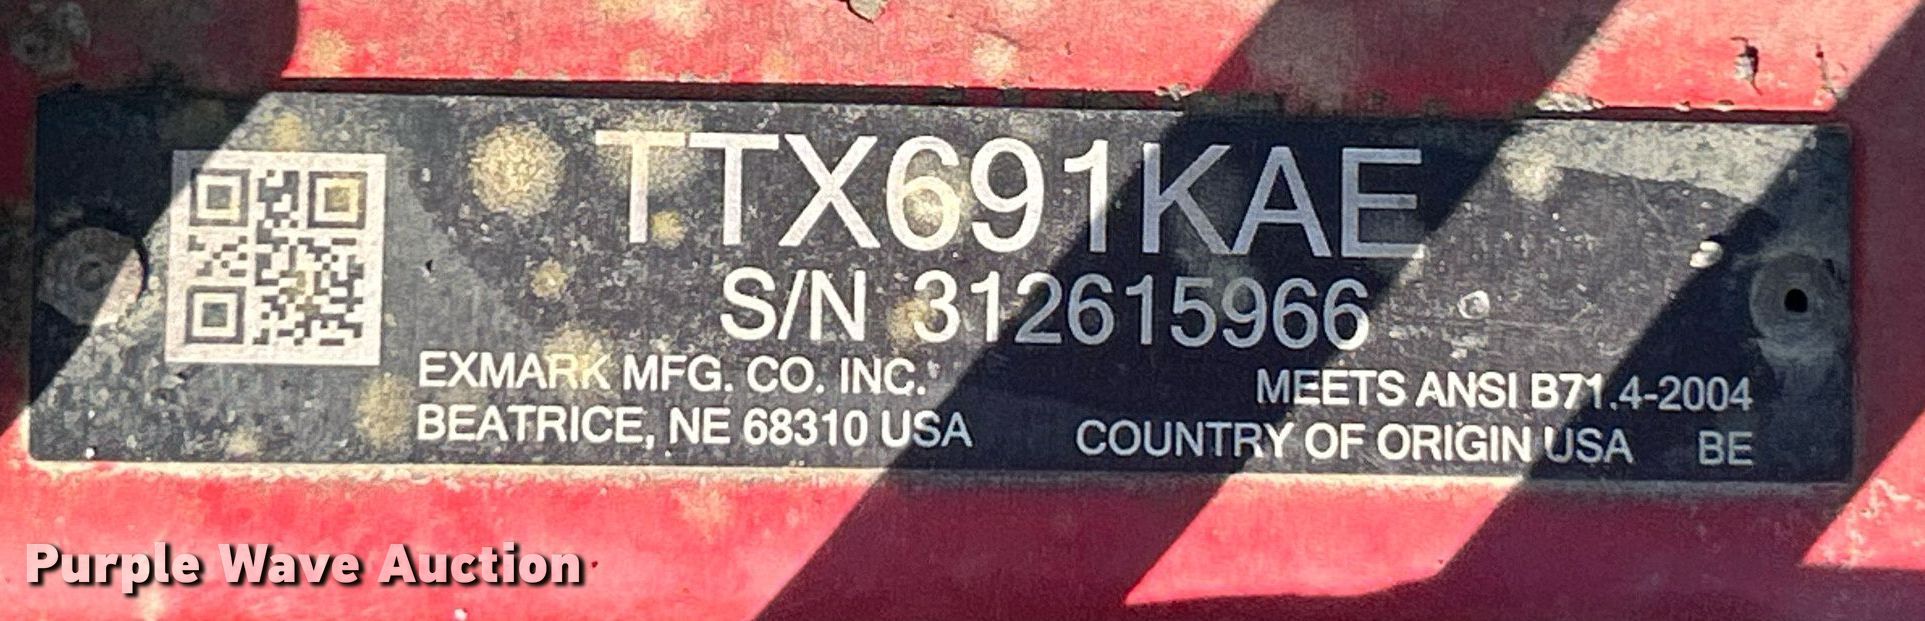 TTX691KAE
S/N 312615966
EXMARK MFG. CO. INC.
BEATRICE, NE 68310 USA
MEETS ANSI B71.4-2004
COUNTRY OF ORIGIN USA BE
Purple Wave Auction